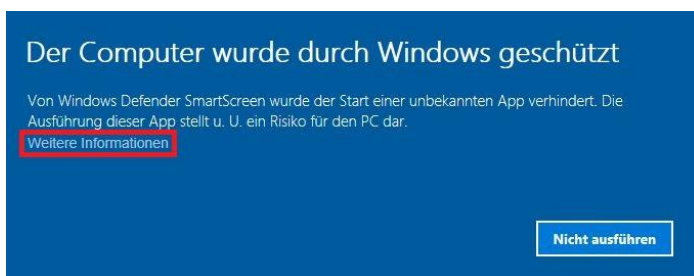 Der Computer wurde durch Windows geschützt
Von Windows Defender SmartScreen wurde der Start einer unbekannten App verhindert. Die
Ausführung dieser App stellt u. U. ein Risiko für den PC dar.
Weitere Informationen
Nicht ausführen